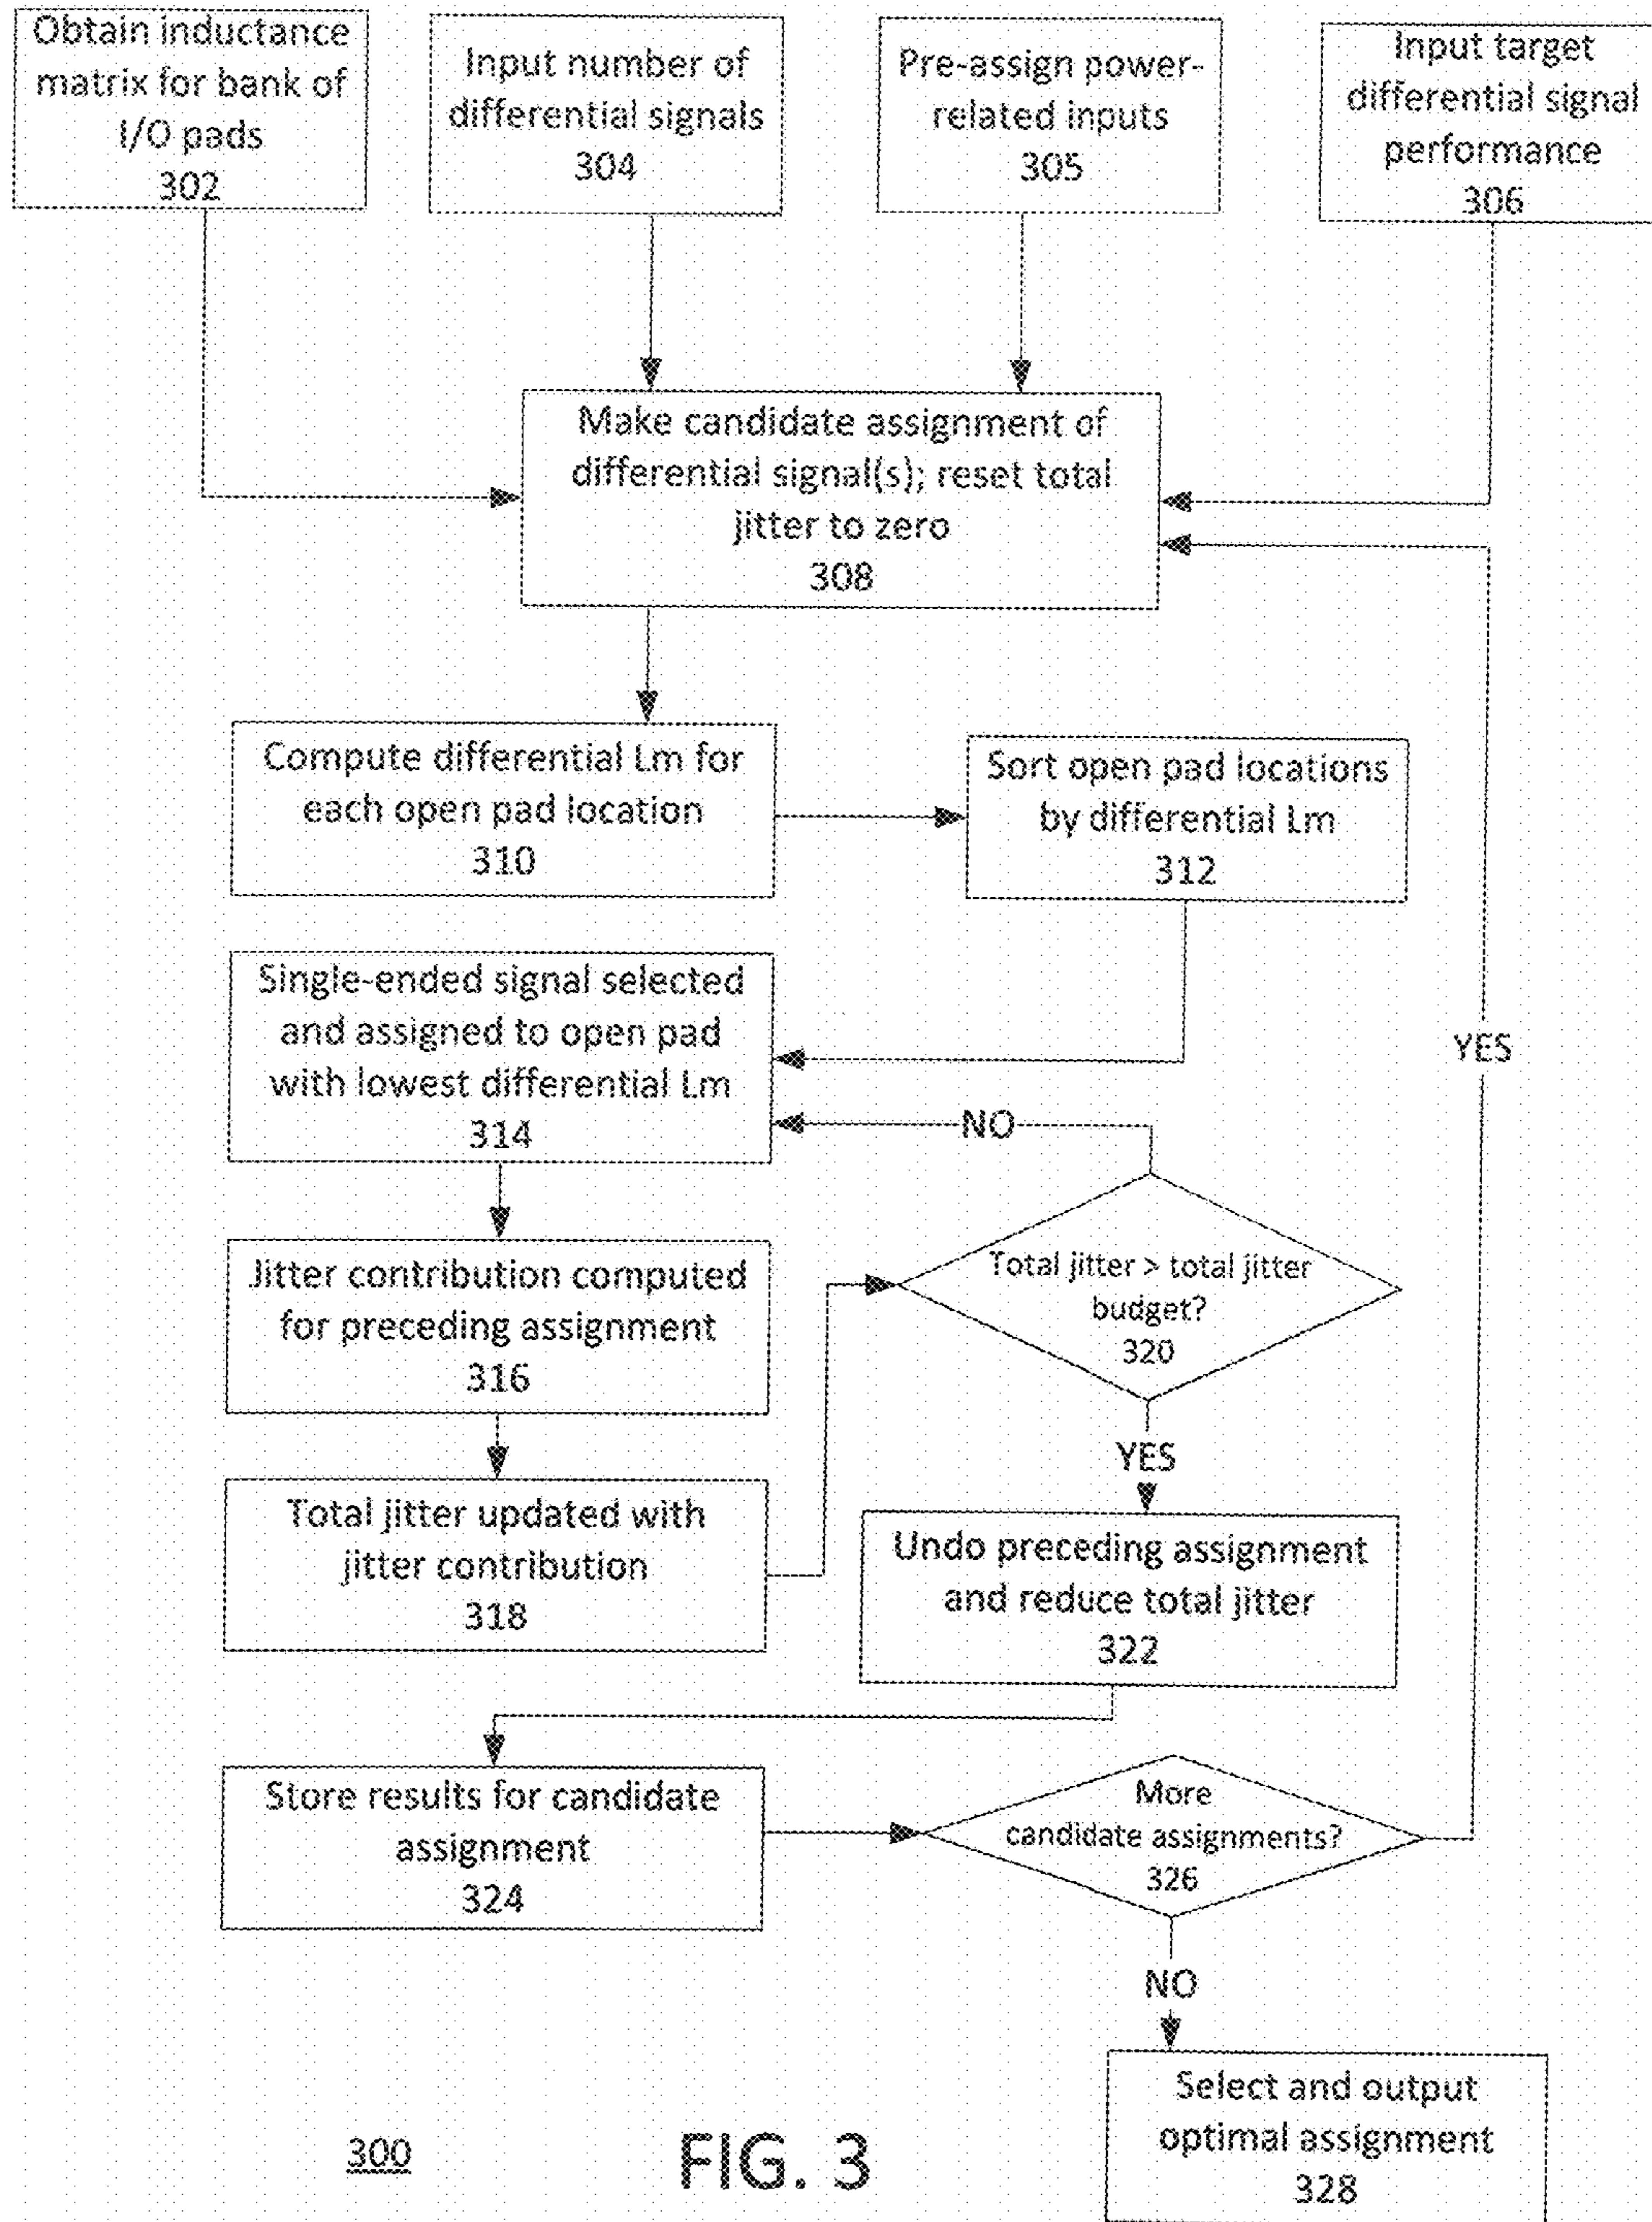 Obtain inductance
matrix for bank of
I/O pads
302
Input number of
differential signals
304
Pre-assign power-
related inputs
305
Input target
differential signal
performance
306
Make candidate assignment of
differential signal(s); reset total
jitter to zero
308
Compute differential Lm for
each open pad location
310
Sort open pad locations
by differential Lm
312
Single-ended signal selected
and assigned to open pad
with lowest differential Lm
314
YES
NO
Jitter contribution computed
for preceding assignment
316
Total jitter > total jitter
budget?
320
YES
Total jitter updated with
jitter contribution
318
Undo preceding assignment
and reduce total jitter
322
Store results for candidate
assignment
324
More
candidate assignments?
326
NO
Select and output
optimal assignment
328
300
FIG. 3